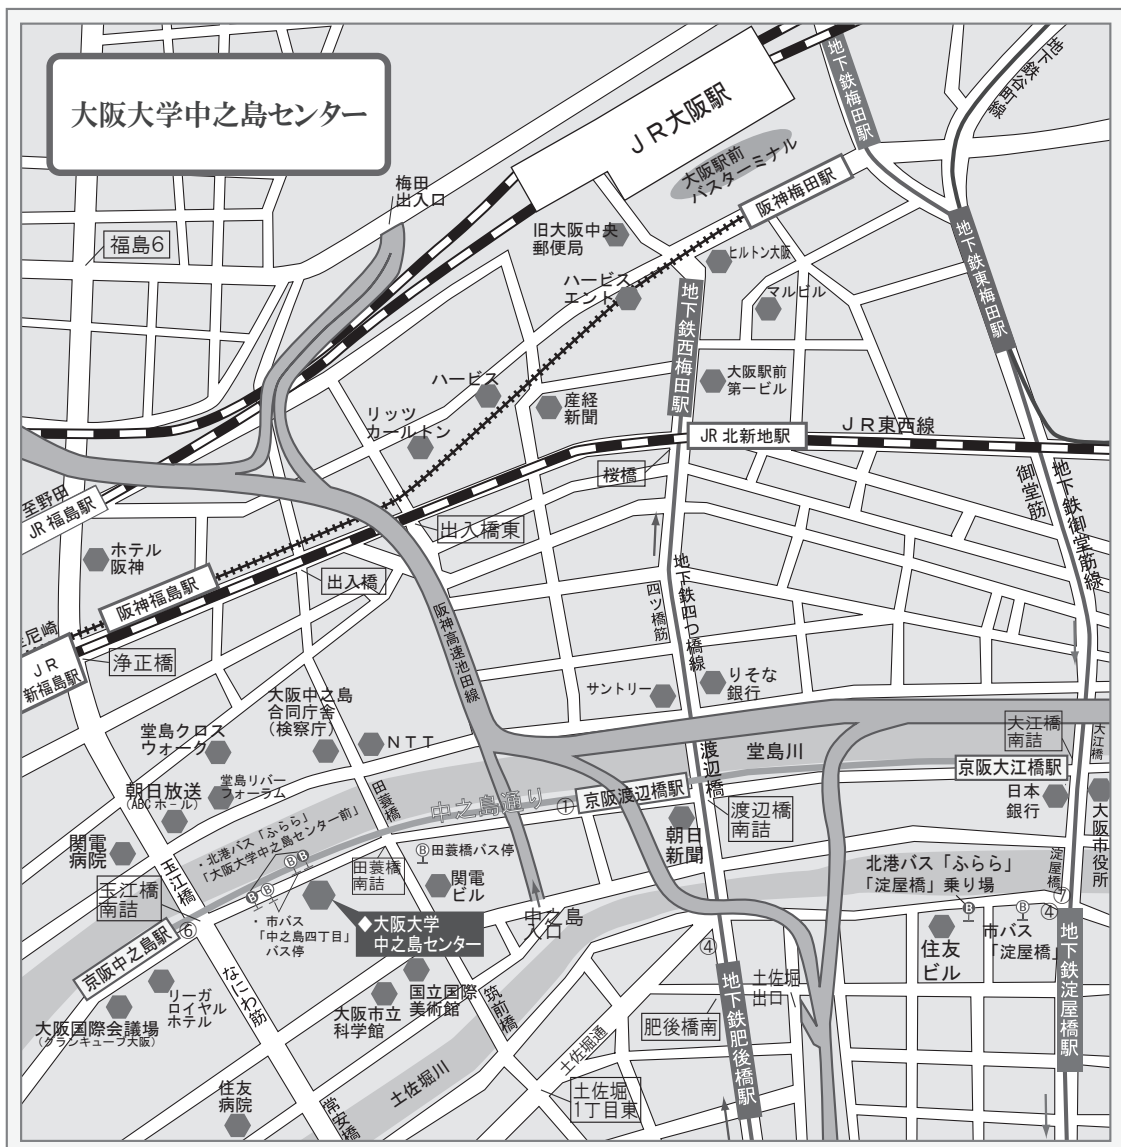 大阪大学中之島センター
JR大阪駅
大阪駅前
バスターミナル
地下鉄梅田駅
地下鉄谷町線
阪神梅田駅
梅田
出入口
福島6
旧大阪中央
郵便局
ヒルトン大阪
ハービス
エント
マルビル
地下鉄東梅田駅
地下鉄西梅田駅
大阪駅前
第一ビル
ハービス
産経
新聞
リッツ
カールトン
JR 北新地駅
JR東西線
桜橋
至野田
JR 福島駅
出入橋東
御堂筋
地下鉄御堂筋線
ホテル
阪神
阪神福島駅
出入橋
阪神高速池田線
四ツ橋筋
地下鉄四つ橋線
尼崎
JR
新福島駅
浄正橋
サントリー
りそな
銀行
大阪中之島
合同庁舎
(検察庁)
NTT
堂島クロス
ウォーク
堂島リバー
フォーラム
朝日放送
(ABC ホール)
田蓑橋
中之島通り
①
京阪渡辺橋駅
渡辺橋
堂島川
大江橋
南詰
大江橋
京阪大江橋駅
渡辺橋
南詰
日本
銀行
大阪市役所
朝日
新聞
関電
病院
・北港バス「ふらら」
「大阪大学中之島センター前」
Ⓑ
Ⓑ
Ⓑ
Ⓑ
Ⓑ
田蓑橋
南詰
Ⓑ田蓑橋バス停
関電
ビル
玉江橋
玉江橋
南詰
⑥
・市バス
「中之島四丁目」
バス停
◆大阪大学
中之島センター
中之島
入口
北港バス「ふらら」
「淀屋橋」乗り場
淀屋橋
⑦
④
Ⓑ
Ⓑ
市バス
「淀屋橋」
住友
ビル
地下鉄淀屋橋駅
京阪中之島駅
なにわ筋
リーガ
ロイヤル
ホテル
大阪国際会議場
(グランキューブ大阪)
国立国際
美術館
大阪市立
科学館
筑前橋
④
地下鉄肥後橋駅
土佐堀
出口
肥後橋南
土佐堀通
土佐堀
1丁目東
土佐堀川
住友
病院
常安橋